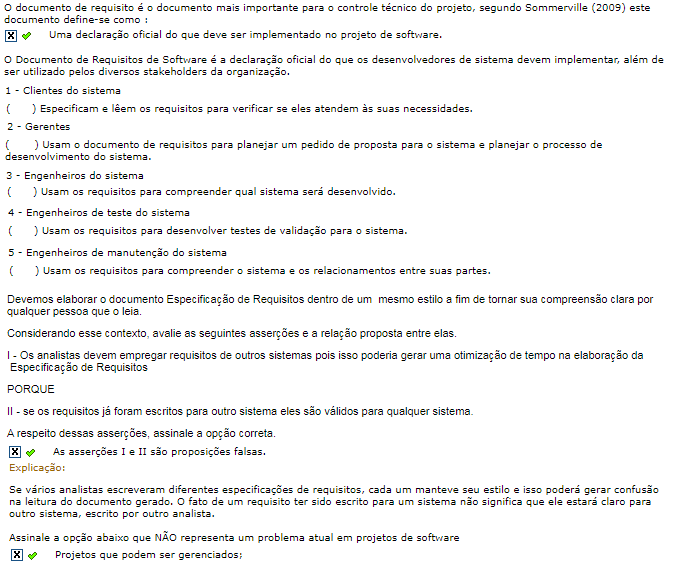 O documento de requisito é o documento mais importante para o controle técnico do projeto, segundo Sommerville (2009) este
documento define-se como :
X Uma declaração oficial do que deve ser implementado no projeto de software.
O Documento de Requisitos de Software é a declaração oficial do que os desenvolvedores de sistema devem implementar, além de
ser utilizado pelos diversos stakeholders da organização.
1 - Clientes do sistema
( ) Especificam e lêem os requisitos para verificar se eles atendem às suas necessidades.
2 - Gerentes
( ) Usam o documento de requisitos para planejar um pedido de proposta para o sistema e planejar o processo de
desenvolvimento do sistema.
3 - Engenheiros do sistema
( ) Usam os requisitos para compreender qual sistema será desenvolvido.
4 - Engenheiros de teste do sistema
( ) Usam os requisitos para desenvolver testes de validação para o sistema.
5 - Engenheiros de manutenção do sistema
( ) Usam os requisitos para compreender o sistema e os relacionamentos entre suas partes.
Devemos elaborar o documento Especificação de Requisitos dentro de um mesmo estilo a fim de tornar sua compreensão clara por
qualquer pessoa que o leia.
Considerando esse contexto, avalie as seguintes asserções e a relação proposta entre elas.
I - Os analistas devem empregar requisitos de outros sistemas pois isso poderia gerar uma otimização de tempo na elaboração da
Especificação de Requisitos
PORQUE
II - se os requisitos já foram escritos para outro sistema eles são válidos para qualquer sistema.
A respeito dessas asserções, assinale a opção correta.
X As asserções I e II são proposições falsas.
Explicação:
Se vários analistas escreveram diferentes especificações de requisitos, cada um manteve seu estilo e isso poderá gerar confusão
na leitura do documento gerado. O fato de um requisito ter sido escrito para um sistema não significa que ele estará claro para
outro sistema, escrito por outro analista.
Assinale a opção abaixo que NÃO representa um problema atual em projetos de software
X Projetos que podem ser gerenciados;